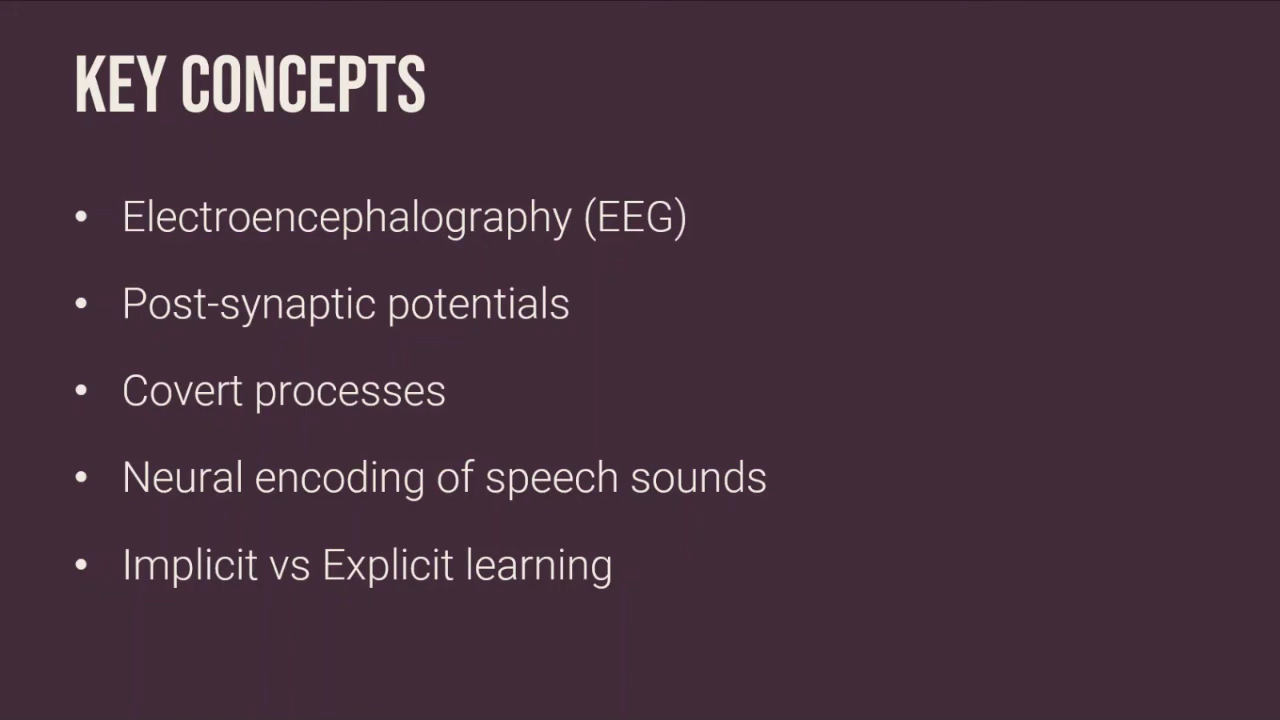 KEY CONCEPTS
• Electroencephalography (EEG)
• Post-synaptic potentials
• Covert processes
• Neural encoding of speech sounds
• Implicit vs Explicit learning